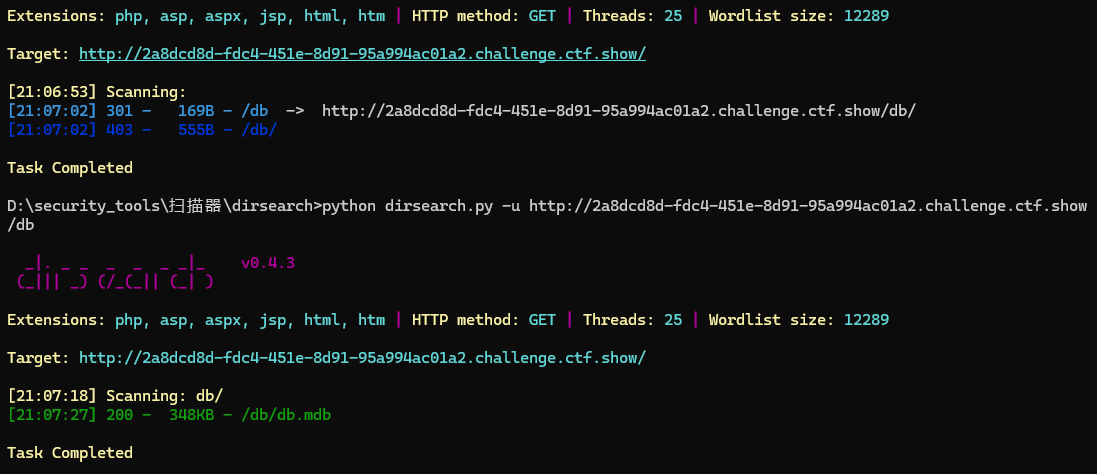 Extensions: php, asp, aspx, jsp, html, htm | HTTP method: GET | Threads: 25 | Wordlist size: 12289
Target: http://2a8dcd8d-fdc4-451e-8d91-95a994ac01a2.challenge.ctf.show/
[21:06:53] Scanning:
[21:07:02] 301 -   169B - /db  ->  http://2a8dcd8d-fdc4-451e-8d91-95a994ac01a2.challenge.ctf.show/db/
[21:07:02] 403 -   555B - /db/
Task Completed
D:\security_tools\扫描器\dirsearch>python dirsearch.py -u http://2a8dcd8d-fdc4-451e-8d91-95a994ac01a2.challenge.ctf.show
/db
  _|. _ _  _  _  _ _|_    v0.4.3
 (_||| _) (/_(_|| (_| )
Extensions: php, asp, aspx, jsp, html, htm | HTTP method: GET | Threads: 25 | Wordlist size: 12289
Target: http://2a8dcd8d-fdc4-451e-8d91-95a994ac01a2.challenge.ctf.show/
[21:07:18] Scanning: db/
[21:07:27] 200 -  348KB - /db/db.mdb
Task Completed